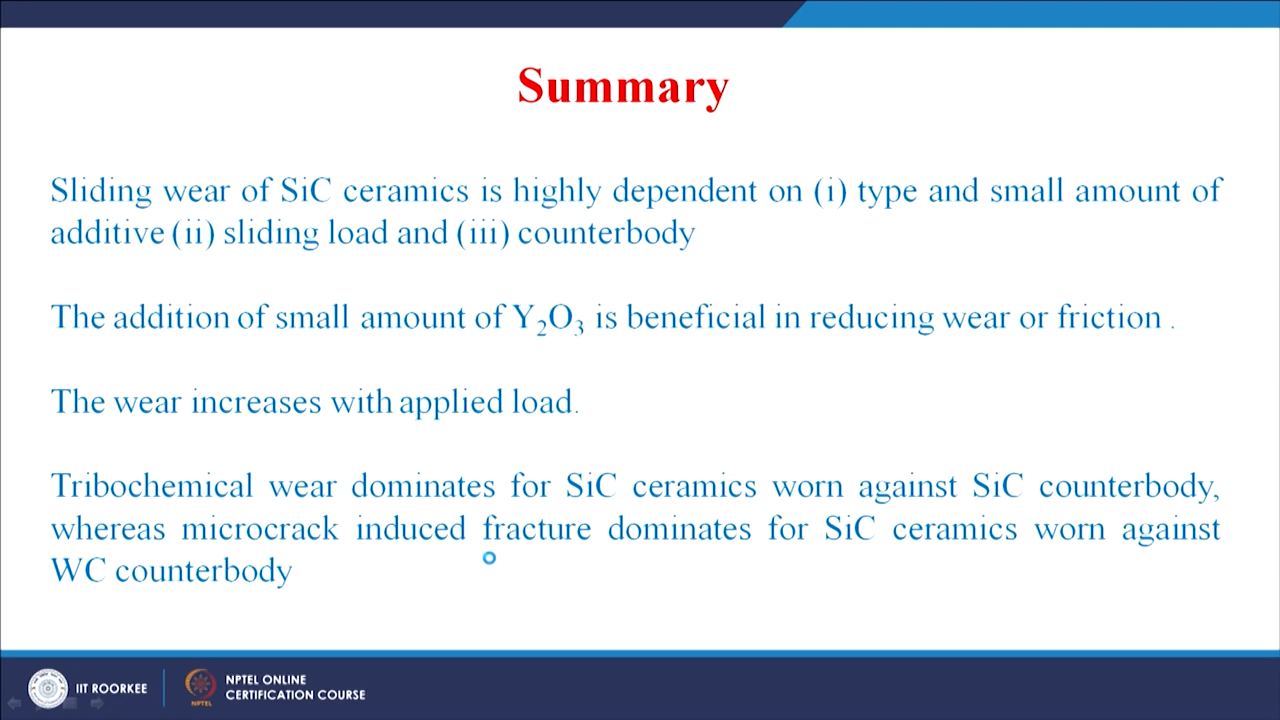 Summary
Sliding wear of SiC ceramics is highly dependent on (i) type and small amount of
additive (ii) sliding load and (iii) counterbody
The addition of small amount of Y₂O₃ is beneficial in reducing wear or friction .
The wear increases with applied load.
Tribochemical wear dominates for SiC ceramics worn against SiC counterbody,
whereas microcrack induced fracture dominates for SiC ceramics worn against
WC counterbody
IIT ROORKEE
NPTEL
NPTEL ONLINE
CERTIFICATION COURSE